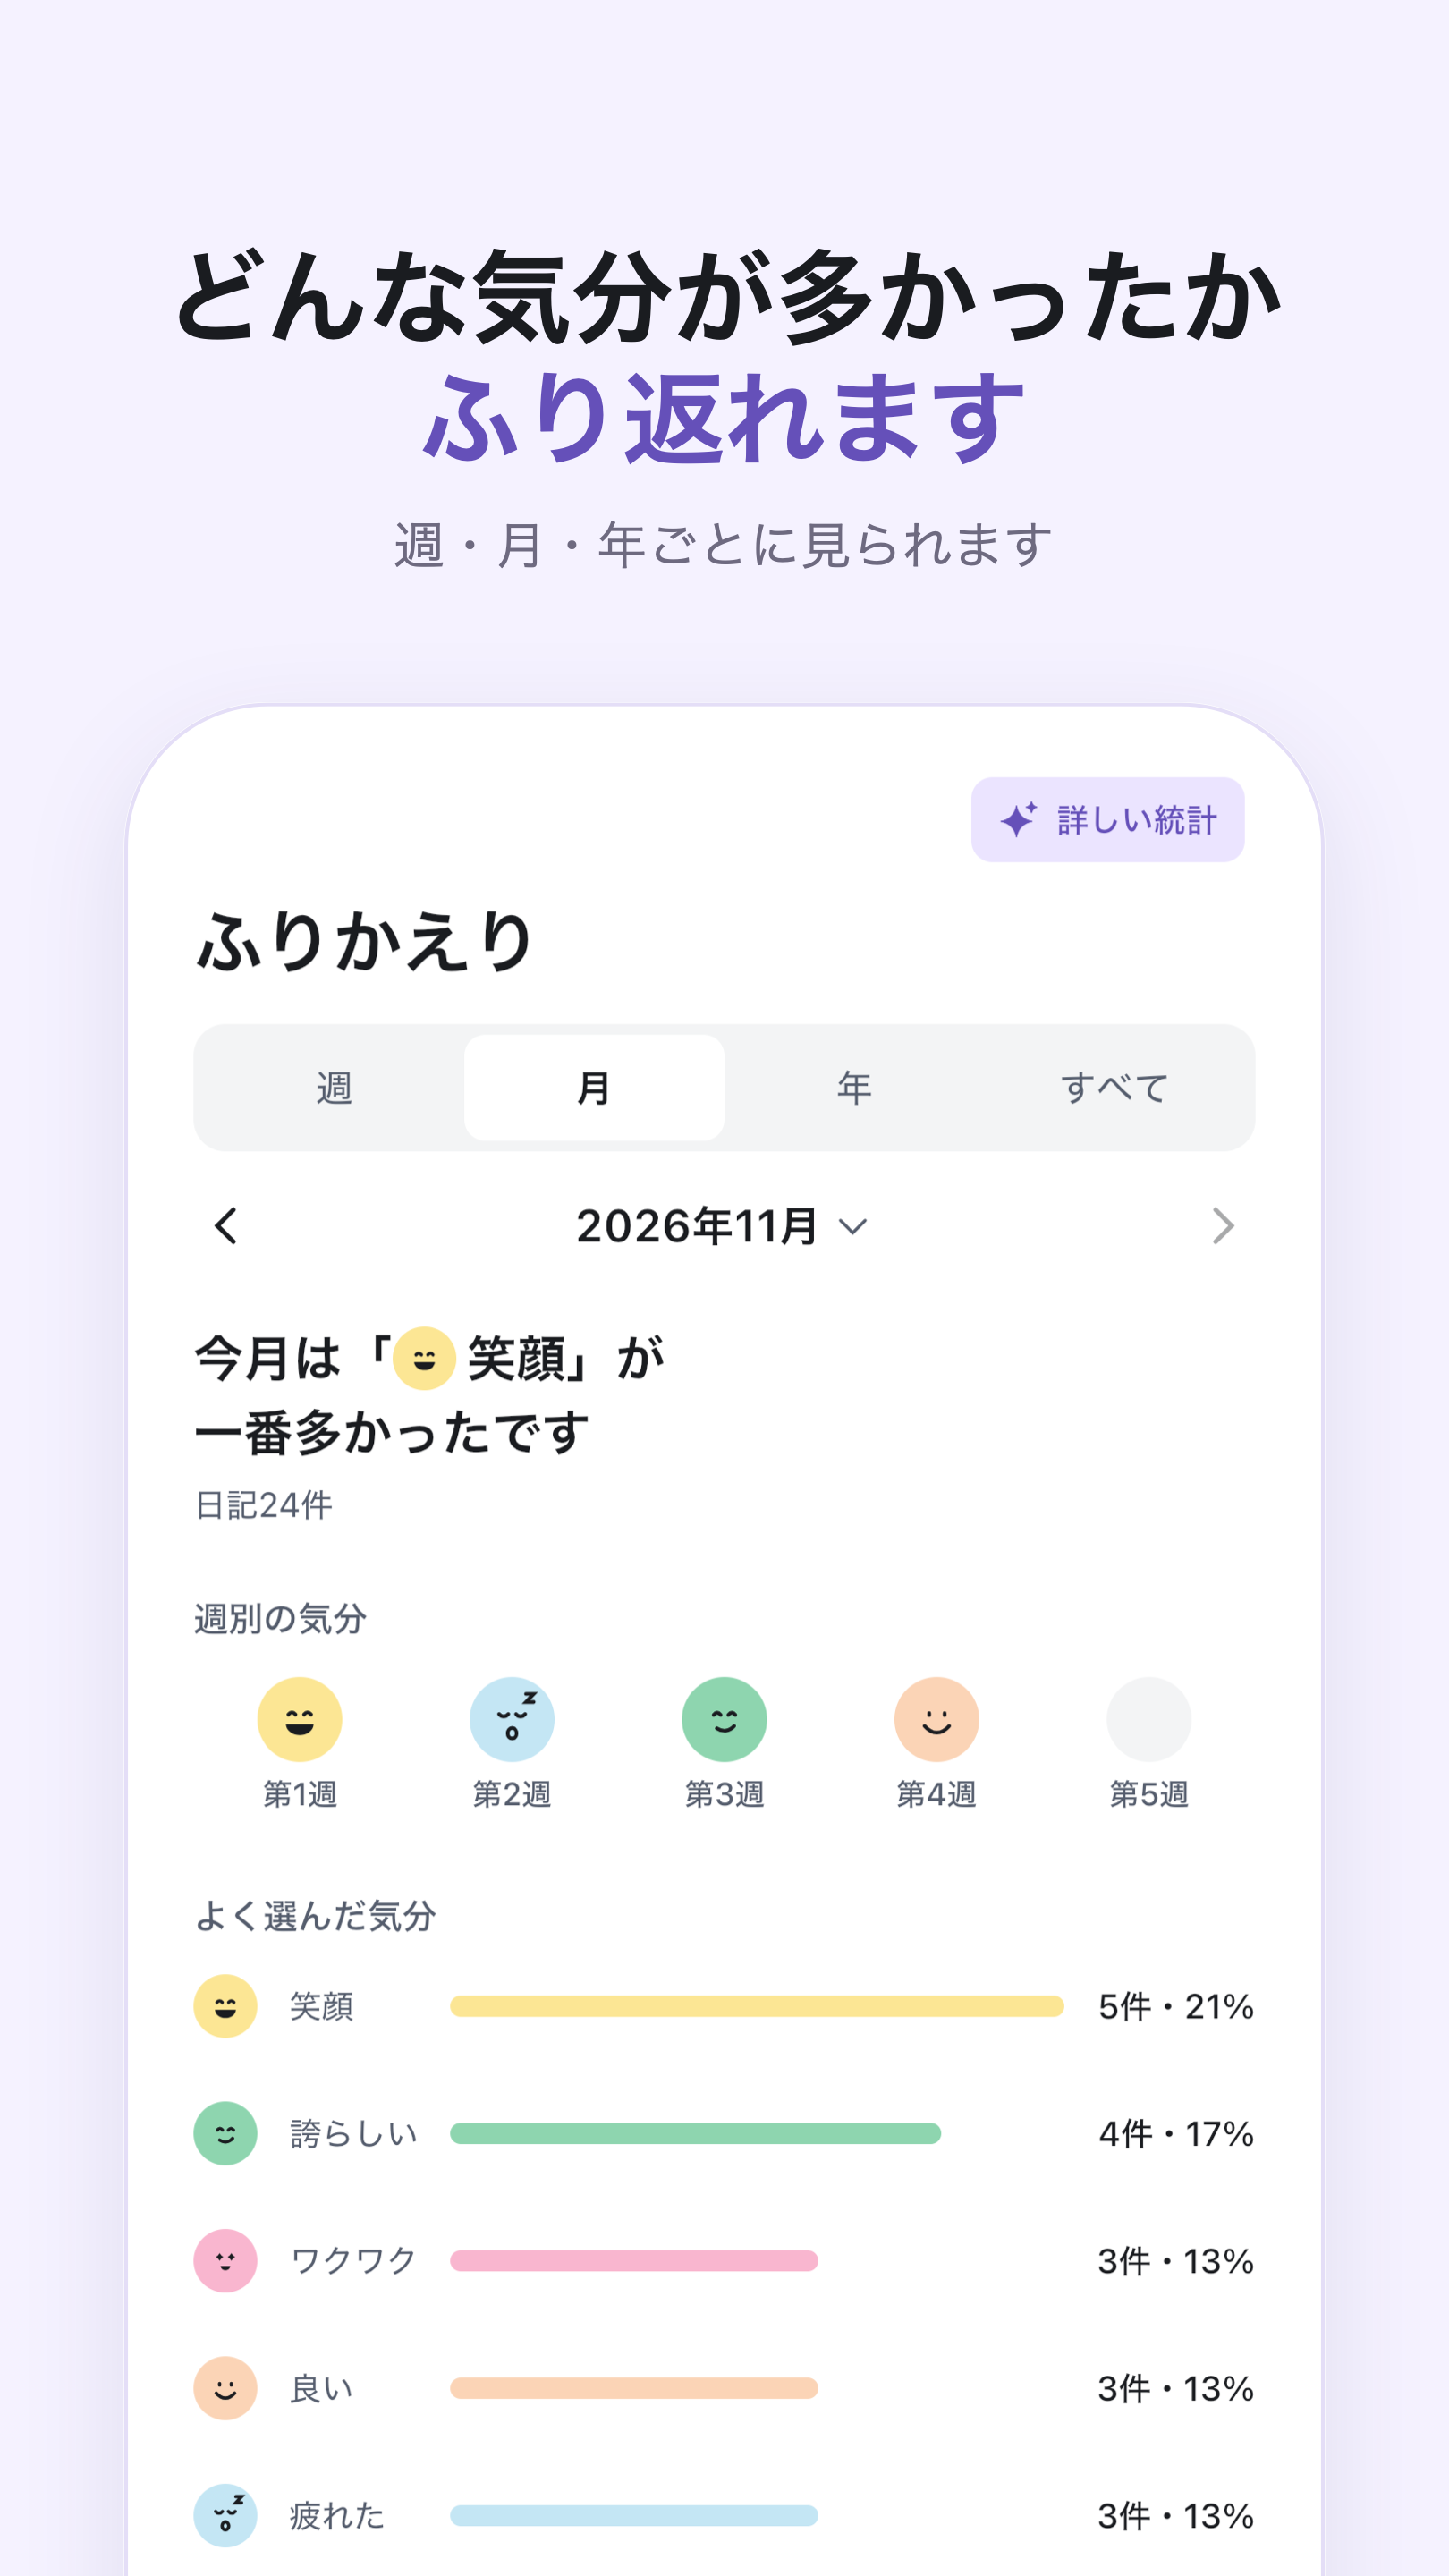 どんな気分が多かったか
ふり返れます
週・月・年ごとに見られます
詳しい統計
ふりかえり
週 月 年 すべて
2026年11月
今月は「笑顔」が
一番多かったです
日記24件
週別の気分
第1週 第2週 第3週 第4週 第5週
よく選んだ気分
笑顔 5件・21%
誇らしい 4件・17%
ワクワク 3件・13%
良い 3件・13%
疲れた 3件・13%